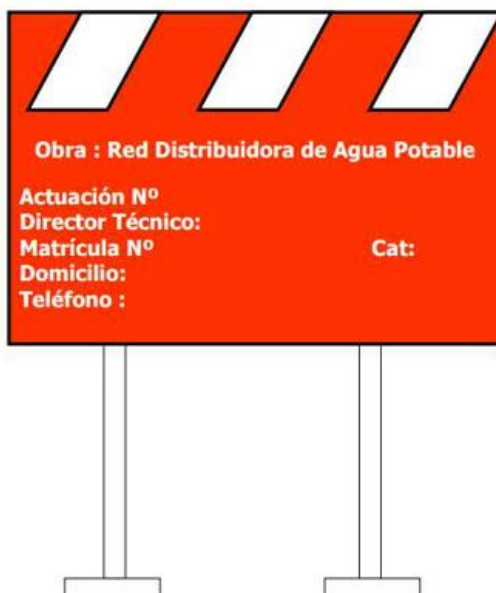 Obra : Red Distribuidora de Agua Potable
Actuación Nº
Director Técnico:
Matrícula Nº Cat:
Domicilio:
Teléfono :